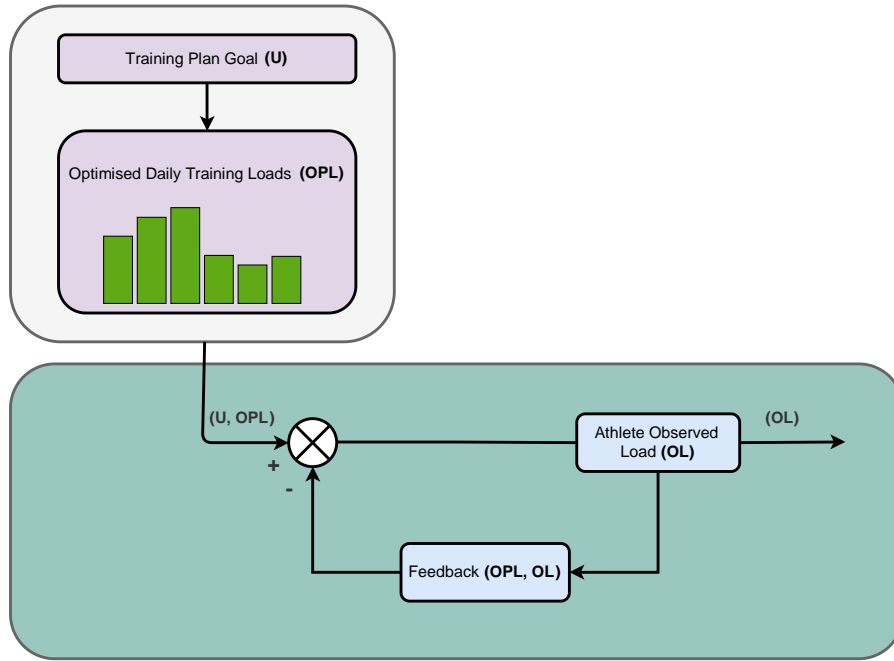 Training Plan Goal (U)
Optimised Daily Training Loads (OPL)
(U, OPL)
+
-
Athlete Observed
Load (OL)
(OL)
Feedback (OPL, OL)